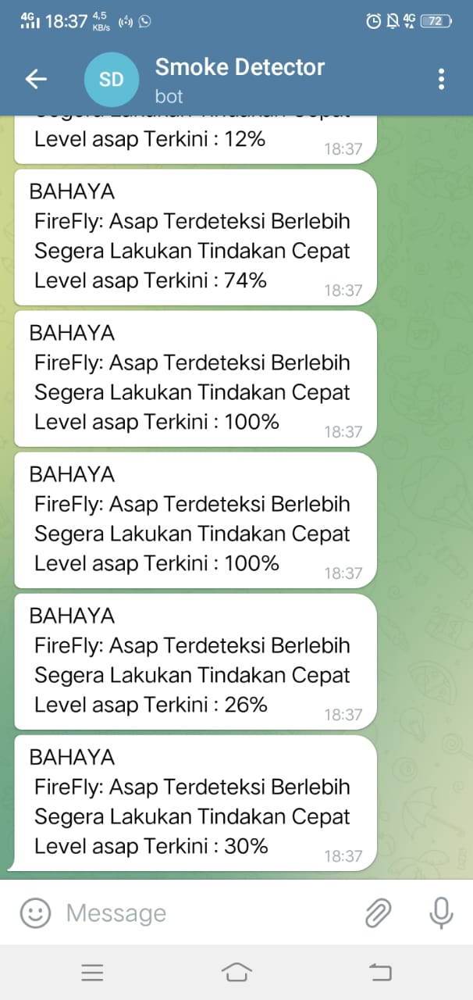 4G 18:37 4,5 KB/s 4G 72
SD
Smoke Detector
bot
Level asap Terkini : 12%
18:37
BAHAYA
FireFly: Asap Terdeteksi Berlebih
Segera Lakukan Tindakan Cepat
Level asap Terkini : 74%
18:37
BAHAYA
FireFly: Asap Terdeteksi Berlebih
Segera Lakukan Tindakan Cepat
Level asap Terkini : 100%
18:37
BAHAYA
FireFly: Asap Terdeteksi Berlebih
Segera Lakukan Tindakan Cepat
Level asap Terkini : 100%
18:37
BAHAYA
FireFly: Asap Terdeteksi Berlebih
Segera Lakukan Tindakan Cepat
Level asap Terkini : 26%
18:37
BAHAYA
FireFly: Asap Terdeteksi Berlebih
Segera Lakukan Tindakan Cepat
Level asap Terkini : 30%
18:37
Message